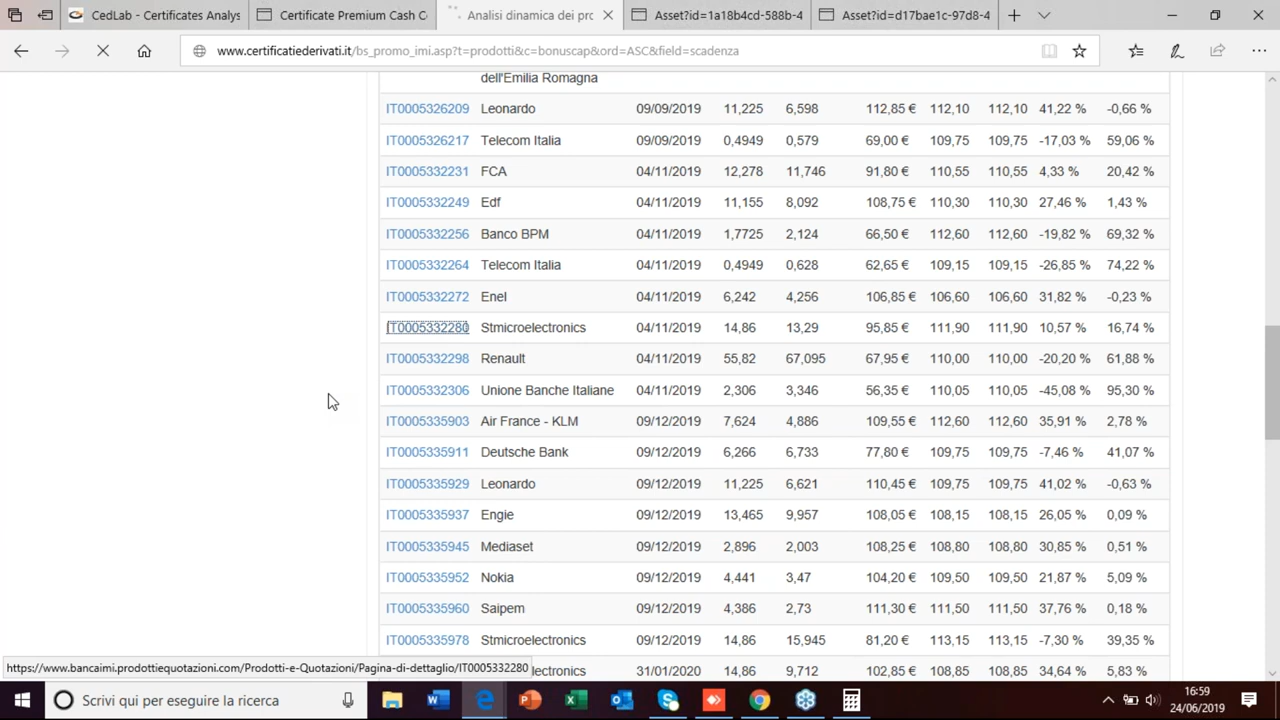 CedLab - Certificates Analys
Certificate Premium Cash C
Analisi dinamica dei pro
Asset?id=1a18b4cd-588b-4
Asset?id=d17bae1c-97d8-4
www.certificatiederivati.it/bs_promo_imi.asp?t=prodotti&c=bonuscap&ord=ASC&field=scadenza
dell'Emilia Romagna
IT0005326209 Leonardo 09/09/2019 11,225 6,598 112,85 € 112,10 112,10 41,22 % -0,66 %
IT0005326217 Telecom Italia 09/09/2019 0,4949 0,579 69,00 € 109,75 109,75 -17,03 % 59,06 %
IT0005332231 FCA 04/11/2019 12,278 11,746 91,80 € 110,55 110,55 4,33 % 20,42 %
IT0005332249 Edf 04/11/2019 11,155 8,092 108,75 € 110,30 110,30 27,46 % 1,43 %
IT0005332256 Banco BPM 04/11/2019 1,7725 2,124 66,50 € 112,60 112,60 -19,82 % 69,32 %
IT0005332264 Telecom Italia 04/11/2019 0,4949 0,628 62,65 € 109,15 109,15 -26,85 % 74,22 %
IT0005332272 Enel 04/11/2019 6,242 4,256 106,85 € 106,60 106,60 31,82 % -0,23 %
IT0005332280 Stmicroelectronics 04/11/2019 14,86 13,29 95,85 € 111,90 111,90 10,57 % 16,74 %
IT0005332298 Renault 04/11/2019 55,82 67,095 67,95 € 110,00 110,00 -20,20 % 61,88 %
IT0005332306 Unione Banche Italiane 04/11/2019 2,306 3,346 56,35 € 110,05 110,05 -45,08 % 95,30 %
IT0005335903 Air France - KLM 09/12/2019 7,624 4,886 109,55 € 112,60 112,60 35,91 % 2,78 %
IT0005335911 Deutsche Bank 09/12/2019 6,266 6,733 77,80 € 109,75 109,75 -7,46 % 41,07 %
IT0005335929 Leonardo 09/12/2019 11,225 6,621 110,45 € 109,75 109,75 41,02 % -0,63 %
IT0005335937 Engie 09/12/2019 13,465 9,957 108,05 € 108,15 108,15 26,05 % 0,09 %
IT0005335945 Mediaset 09/12/2019 2,896 2,003 108,25 € 108,80 108,80 30,85 % 0,51 %
IT0005335952 Nokia 09/12/2019 4,441 3,47 104,20 € 109,50 109,50 21,87 % 5,09 %
IT0005335960 Saipem 09/12/2019 4,386 2,73 111,30 € 111,50 111,50 37,76 % 0,18 %
IT0005335978 Stmicroelectronics 09/12/2019 14,86 15,945 81,20 € 113,15 113,15 -7,30 % 39,35 %
https://www.bancaimi.prodottiequotazioni.com/Prodotti-e-Quotazioni/Pagina-di-dettaglio/IT0005332280
lectronics 31/01/2020 14,86 9,712 102,85 € 108,85 108,85 34,64 % 5,83 %
Scrivi qui per eseguire la ricerca
16:59
24/06/2019